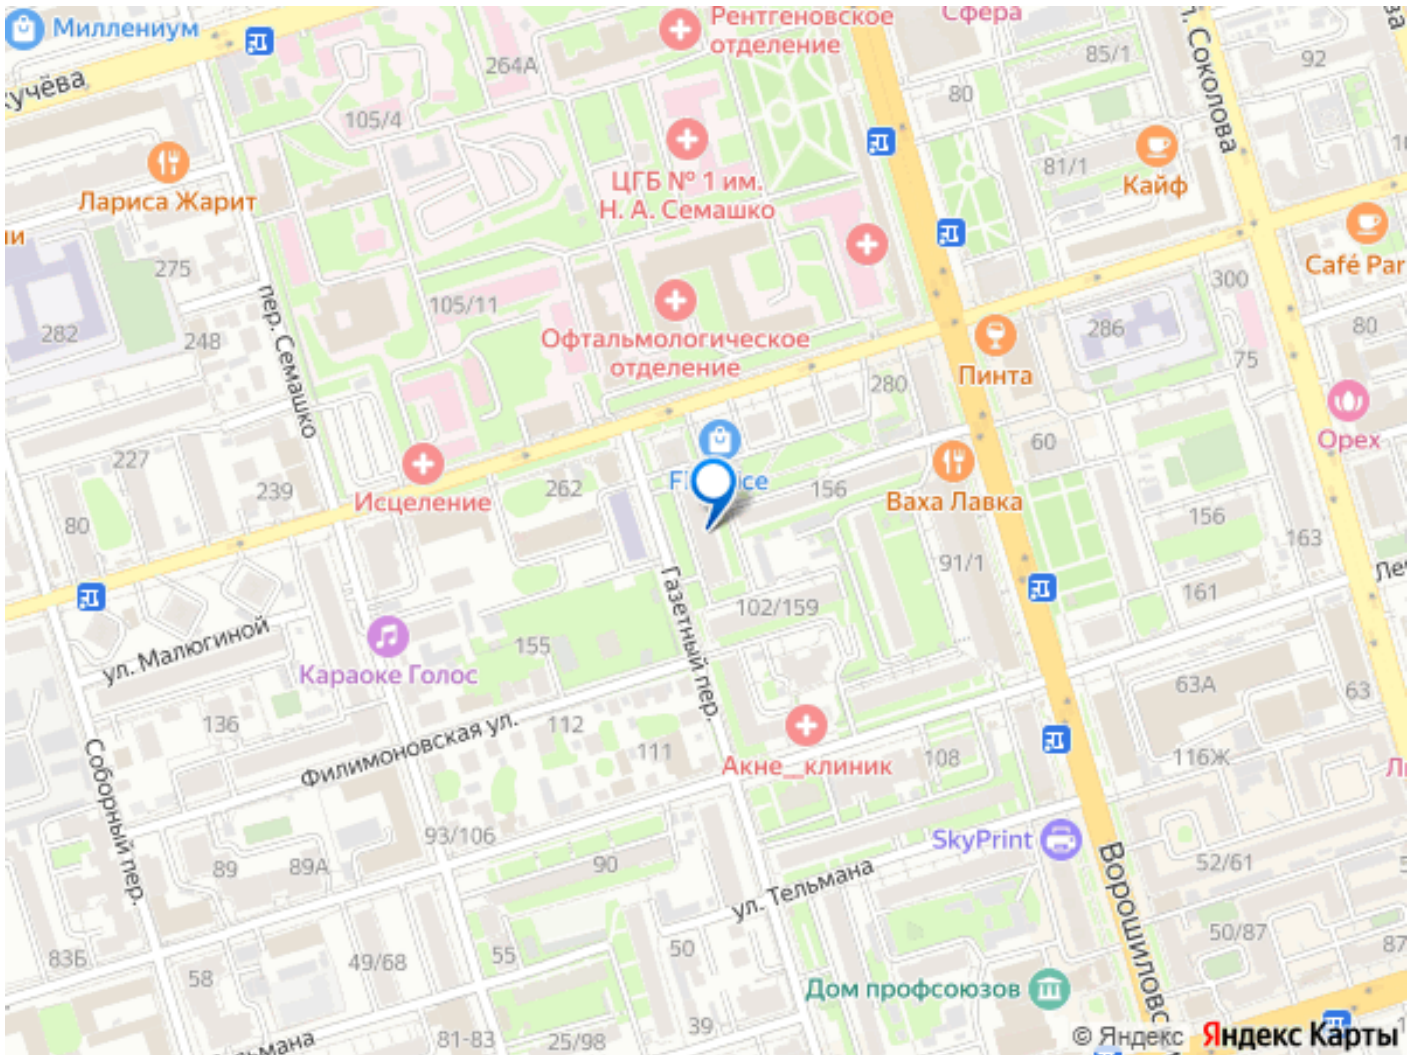 Миллениум
Рентгеновское
отделение
Сфера
85/1
92
264А
80
л. Соколова
105/4
81/1
Кайф
ЦГБ № 1 им.
Н. А. Семашко
Лариса Жарит
275
пер. Семашко
105/11
Café Par
300
282
248
Офтальмологическое
отделение
286
80
75
Пинта
280
Орех
227
239
Исцеление
262
156
Ваха Лавка
60
80
156
163
91/1
161
Газетный пер.
102/159
ул. Малюгиной
Караоке Голос
155
63А
63
136
Филимоновская ул.
112
111
Акне__клиник
108
116Ж
Соборный пер.
93/106
SkyPrint
89
89А
90
52/61
ул. Тельмана
Ворошиловс
83Б
58
49/68
55
50
50/87
87
Дом профсоюзов
39
81-83
25/98
© Яндекс
Яндекс Карты